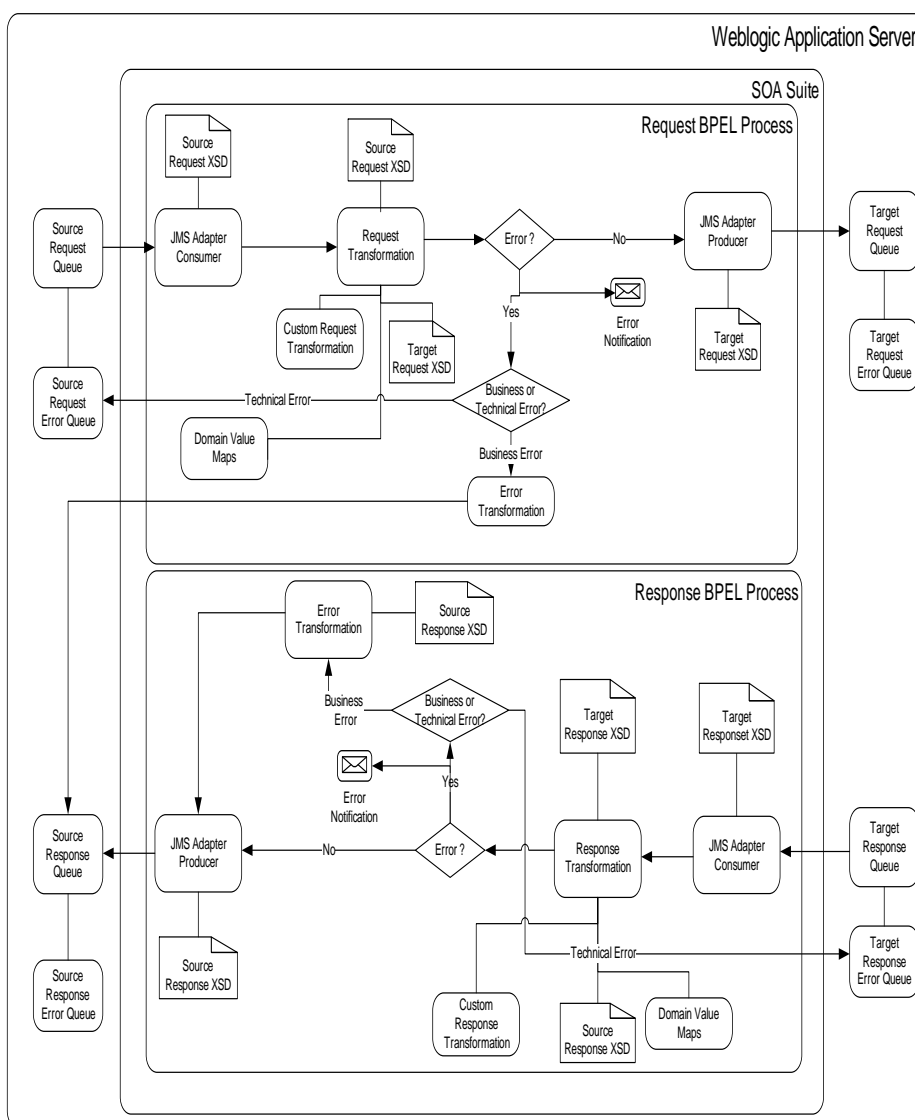 Weblogic Application Server
SOA Suite
Request BPEL Process
Source
Request XSD
Source
Request XSD
Source
Request
Queue
JMS Adapter
Consumer
Request
Transformation
Error ?
No
JMS Adapter
Producer
Target
Request
Queue
Yes
Error
Notification
Custom Request
Transformation
Target
Request XSD
Target
Request XSD
Target
Request
Error Queue
Source
Request
Error Queue
Technical Error
Business or
Technical Error?
Domain Value
Maps
Business Error
Error
Transformation
Response BPEL Process
Error
Transformation
Source
Response XSD
Business
Error
Business or
Technical Error?
Target
Response XSD
Target
Responset XSD
Yes
Error
Notification
Source
Response
Queue
JMS Adapter
Producer
No
Error ?
Response
Transformation
JMS Adapter
Consumer
Target
Response
Queue
Source
Response XSD
Technical Error
Target
Response
Error Queue
Source
Response
Error Queue
Custom
Response
Transformation
Source
Response XSD
Domain Value
Maps